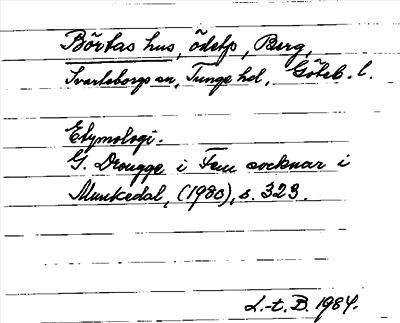 Börtas hus, ödetp, Berg,
Svarteborgs sn, Tunge hd, Göteb. l.
Etymologi.
G. Drougge i Fem socknar i
Munkedal, (1980), s. 323.
L.-t. B. 1984.